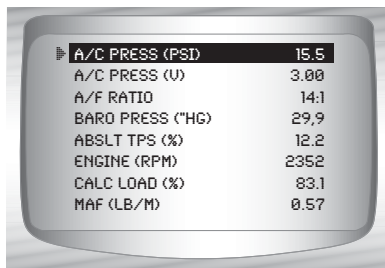 A/C PRESS (PSI) 15.5
A/C PRESS (V) 3.00
A/F RATIO 14:1
BARO PRESS ("HG) 29,9
ABSLT TPS (%) 12.2
ENGINE (RPM) 2352
CALC LOAD (%) 83.1
MAF (LB/M) 0.57